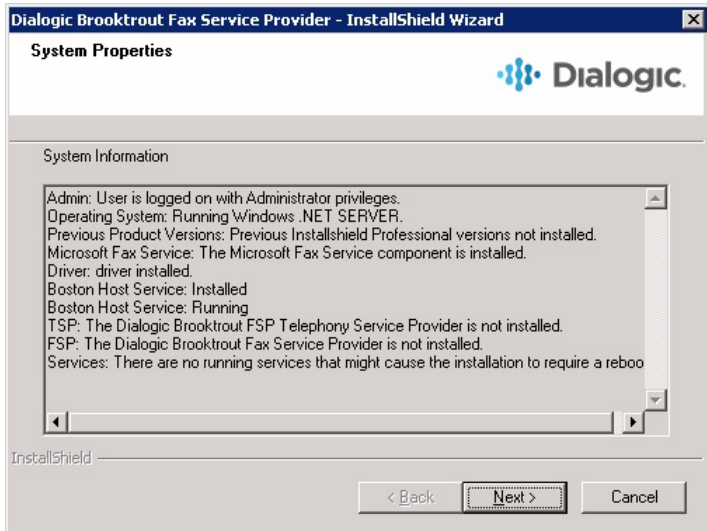 Dialogic Brooktrout Fax Service Provider - InstallShield Wizard
System Properties
Dialogic.
System Information
Admin: User is logged on with Administrator privileges.
Operating System: Running Windows .NET SERVER.
Previous Product Versions: Previous Installshield Professional versions not installed.
Microsoft Fax Service: The Microsoft Fax Service component is installed.
Driver: driver installed.
Boston Host Service: Installed
Boston Host Service: Running
TSP: The Dialogic Brooktrout FSP Telephony Service Provider is not installed.
FSP: The Dialogic Brooktrout Fax Service Provider is not installed.
Services: There are no running services that might cause the installation to require a reboo
InstallShield
< Back
Next >
Cancel